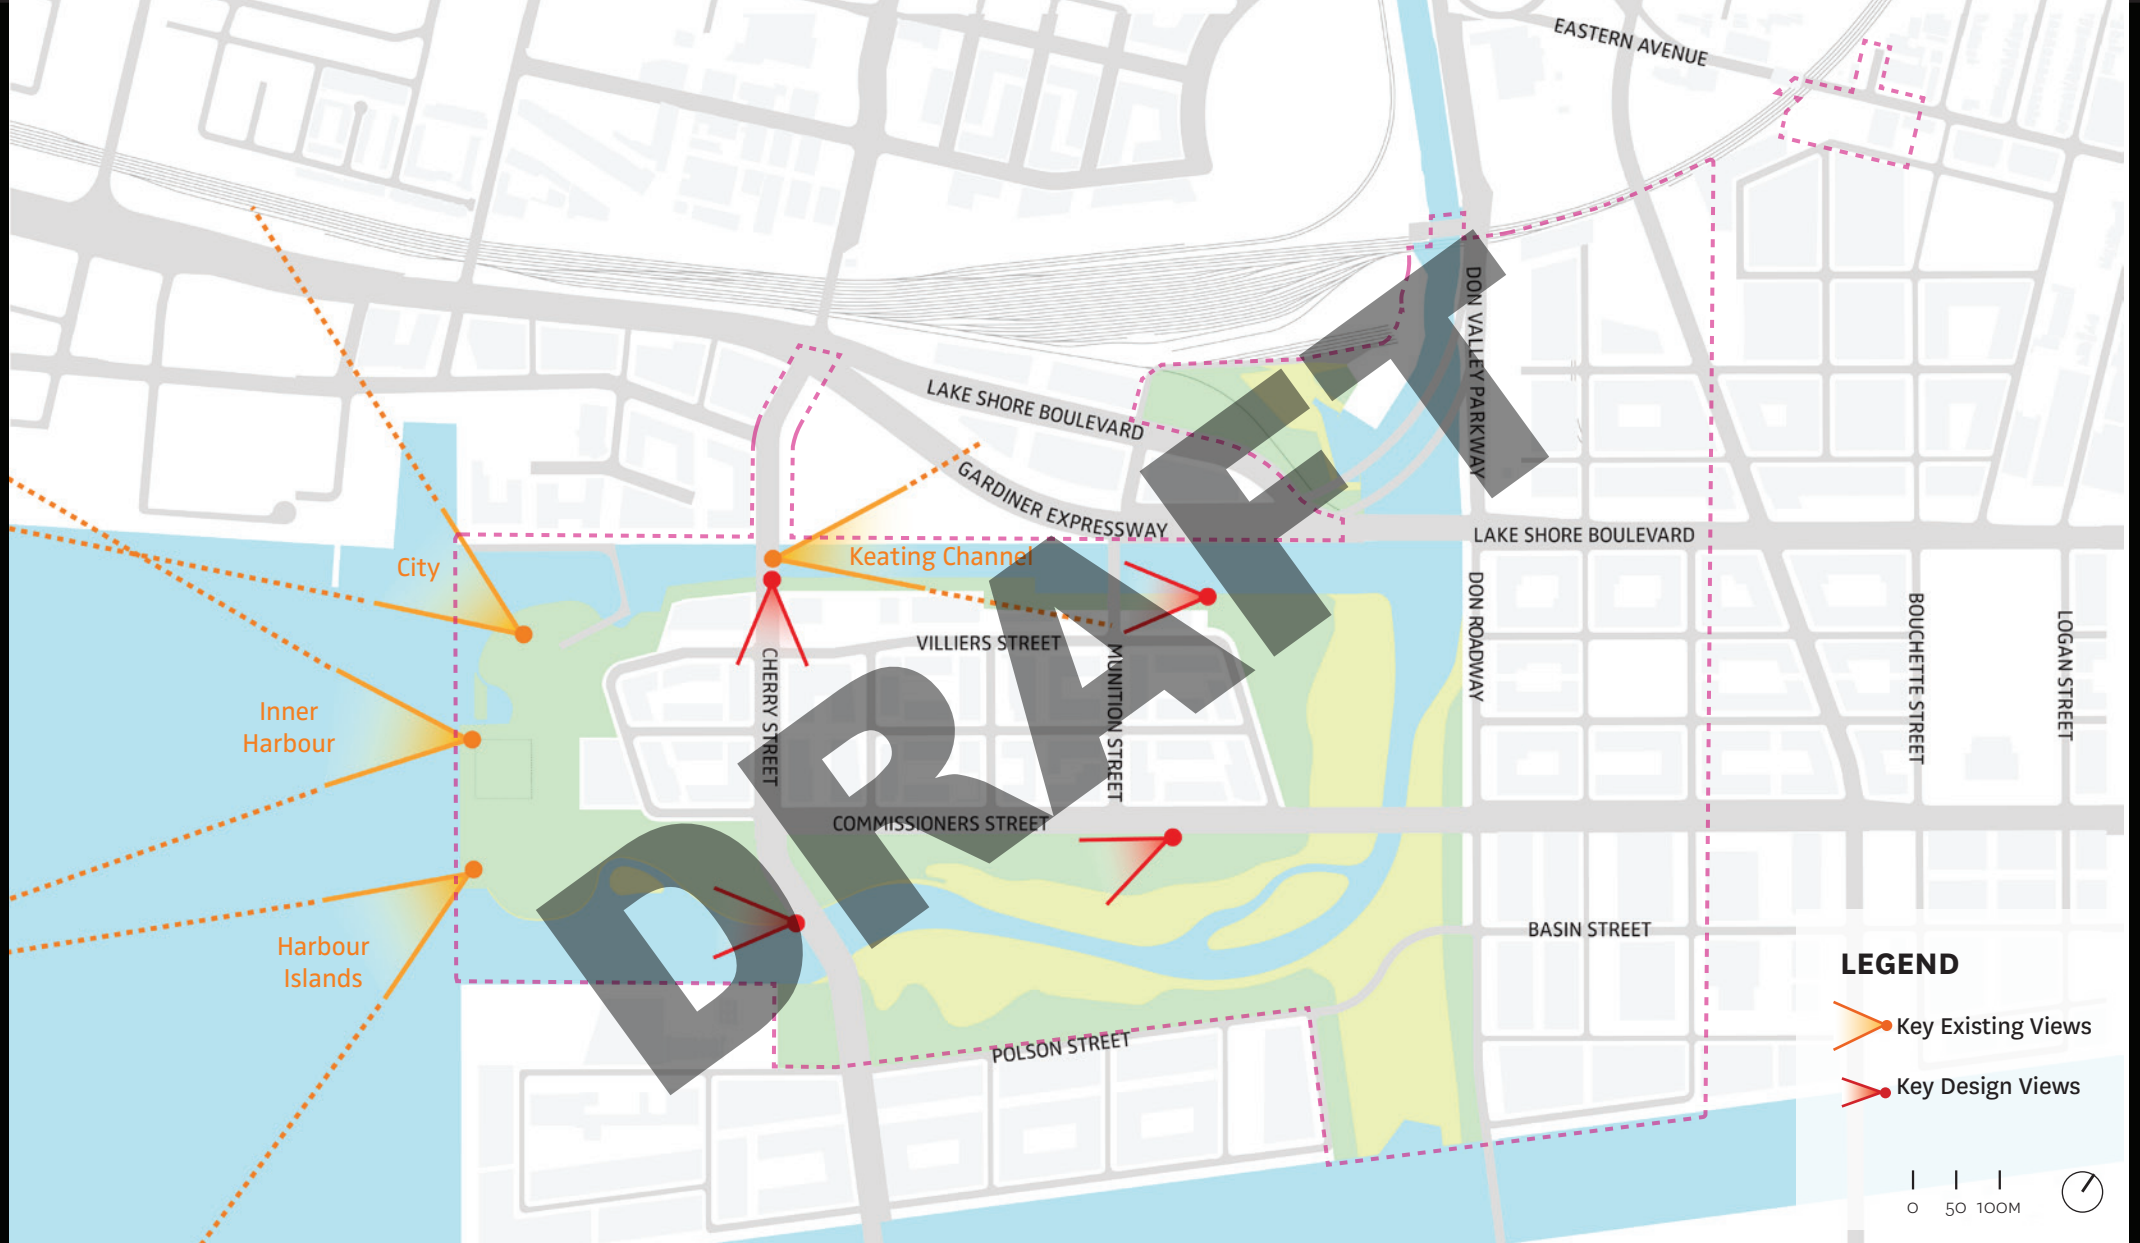 EASTERN AVENUE
DON VALLEY PARKWAY
LAKE SHORE BOULEVARD
GARDINER EXPRESSWAY
LAKE SHORE BOULEVARD
City
Keating Channel
VILLIERS STREET
CHERRY STREET
MUNITION STREET
DON ROADWAY
BOUCHETTE STREET
LOGAN STREET
Inner
Harbour
COMMISSIONERS STREET
BASIN STREET
Harbour
Islands
POLSON STREET
DRAFT
LEGEND
Key Existing Views
Key Design Views
0 50 100M